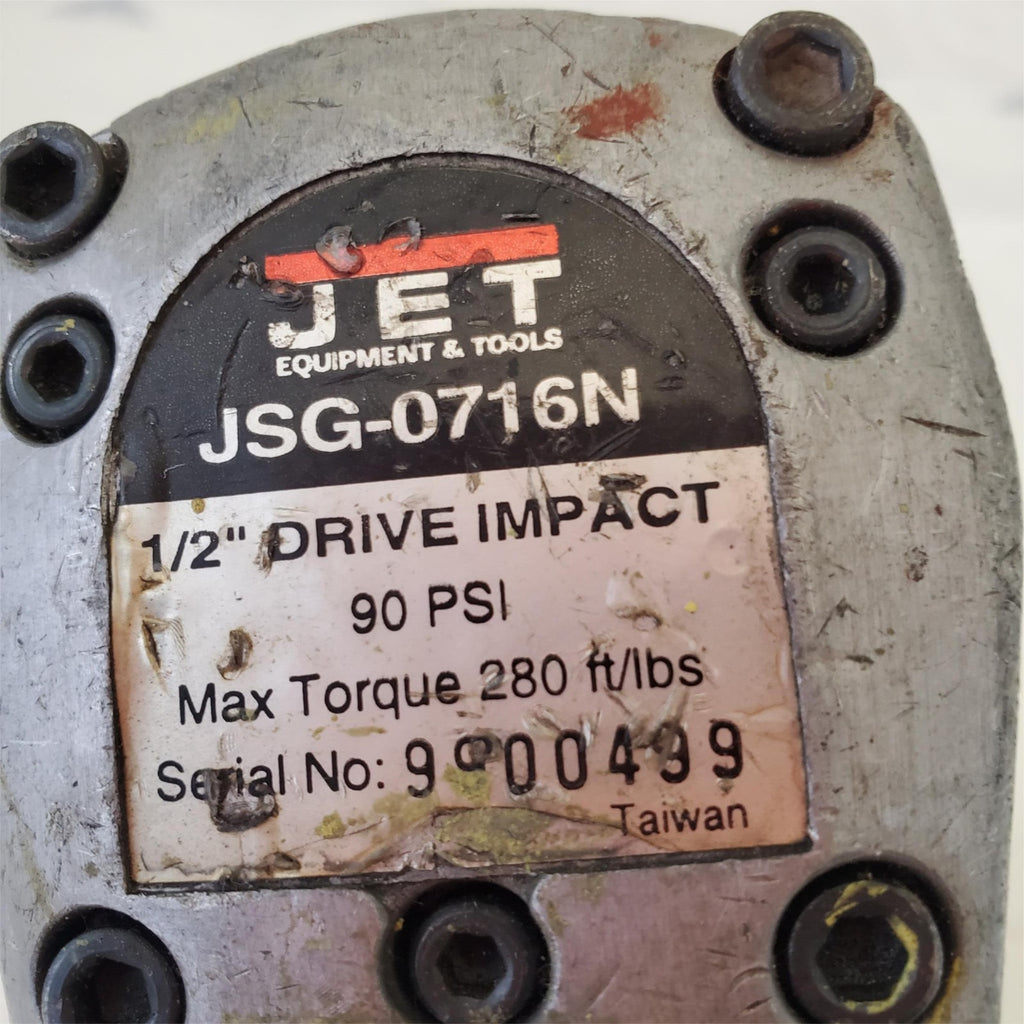 JET
EQUIPMENT & TOOLS
JSG-0716N
1/2" DRIVE IMPACT
90 PSI
Max Torque 280 ft/lbs
Serial No:
Taiwan